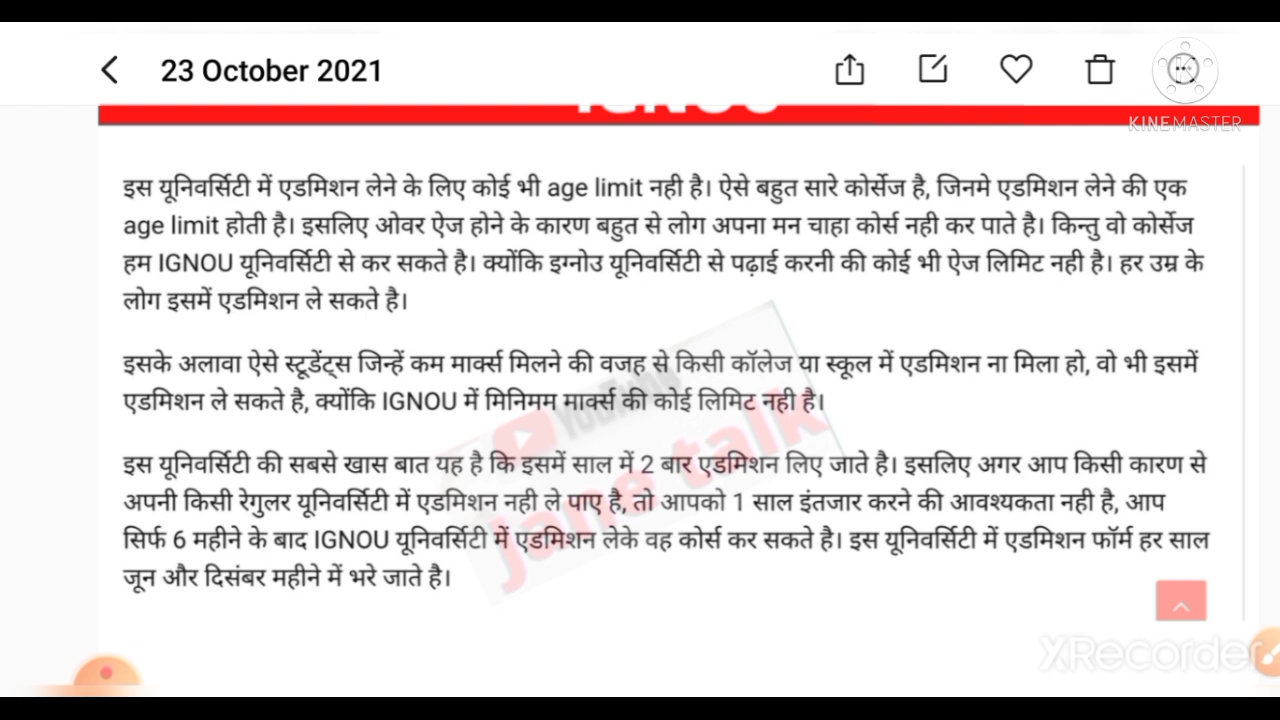 23 October 2021
KINEMASTER
IGNOU
इस यूनिवर्सिटी में एडमिशन लेने के लिए कोई भी age limit नही है। ऐसे बहुत सारे कोर्सेज है, जिनमे एडमिशन लेने की एक
age limit होती है। इसलिए ओवर ऐज होने के कारण बहुत से लोग अपना मन चाहा कोर्स नही कर पाते है। किन्तु वो कोर्सेज
हम IGNOU यूनिवर्सिटी से कर सकते है। क्योंकि इग्नोउ यूनिवर्सिटी से पढ़ाई करनी की कोई भी ऐज लिमिट नही है। हर उम्र के
लोग इसमें एडमिशन ले सकते है।
इसके अलावा ऐसे स्टूडेंट्स जिन्हें कम मार्क्स मिलने की वजह से किसी कॉलेज या स्कूल में एडमिशन ना मिला हो, वो भी इसमें
एडमिशन ले सकते है, क्योंकि IGNOU में मिनिमम मार्क्स की कोई लिमिट नही है।
इस यूनिवर्सिटी की सबसे खास बात यह है कि इसमें साल में 2 बार एडमिशन लिए जाते है। इसलिए अगर आप किसी कारण से
अपनी किसी रेगुलर यूनिवर्सिटी में एडमिशन नही ले पाए है, तो आपको 1 साल इंतजार करने की आवश्यकता नही है, आप
सिर्फ 6 महीने के बाद IGNOU यूनिवर्सिटी में एडमिशन लेके वह कोर्स कर सकते है। इस यूनिवर्सिटी में एडमिशन फॉर्म हर साल
जून और दिसंबर महीने में भरे जाते है।
YouTube
jane talk
XRecorder